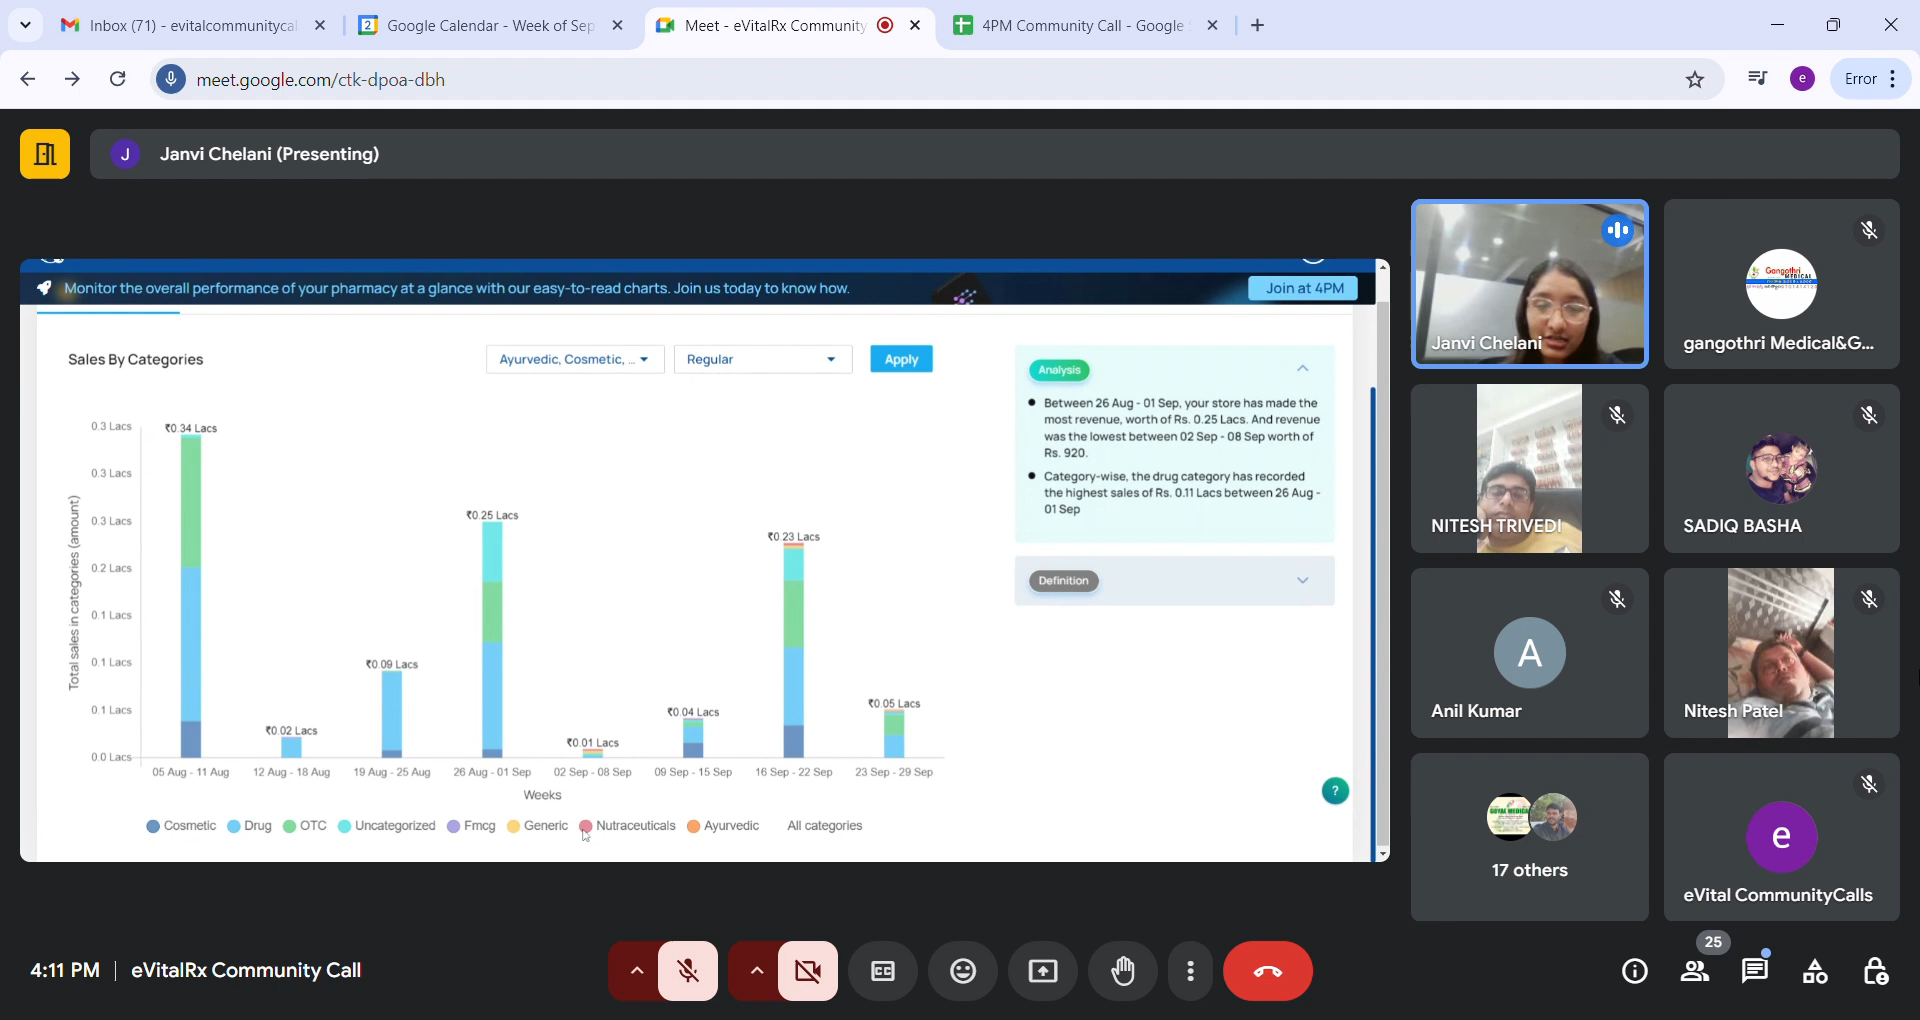 Inbox (71) - evitalcommunitycal
Google Calendar - Week of Sep
Meet - eVitalRx Community
4PM Community Call - Google
meet.google.com/ctk-dpoa-dbh
e
Error
J
Janvi Chelani (Presenting)
Monitor the overall performance of your pharmacy at a glance with our easy-to-read charts. Join us today to know how.
Join at 4PM
Sales By Categories
Ayurvedic, Cosmetic, ...
Regular
Apply
Total sales in categories (amount)
0.3 Lacs
0.3 Lacs
0.3 Lacs
0.2 Lacs
0.1 Lacs
0.1 Lacs
0.1 Lacs
0.0 Lacs
₹0.34 Lacs
₹0.02 Lacs
₹0.09 Lacs
₹0.25 Lacs
₹0.01 Lacs
₹0.04 Lacs
₹0.23 Lacs
₹0.05 Lacs
05 Aug - 11 Aug
12 Aug - 18 Aug
19 Aug - 25 Aug
26 Aug - 01 Sep
02 Sep - 08 Sep
09 Sep - 15 Sep
16 Sep - 22 Sep
23 Sep - 29 Sep
Weeks
Cosmetic
Drug
OTC
Uncategorized
Fmcg
Generic
Nutraceuticals
Ayurvedic
All categories
Analysis
Between 26 Aug - 01 Sep, your store has made the
most revenue, worth of Rs. 0.25 Lacs. And revenue
was the lowest between 02 Sep - 08 Sep worth of
Rs. 920.
Category-wise, the drug category has recorded
the highest sales of Rs. 0.11 Lacs between 26 Aug -
01 Sep
Definition
?
Janvi Chelani
Gangothri
MEDICAL
gangothri Medical&G...
NITESH TRIVEDI
SADIQ BASHA
A
Anil Kumar
Nitesh Patel
GOYAL MEDICAL
17 others
e
eVital CommunityCalls
4:11 PM
eVitalRx Community Call
25